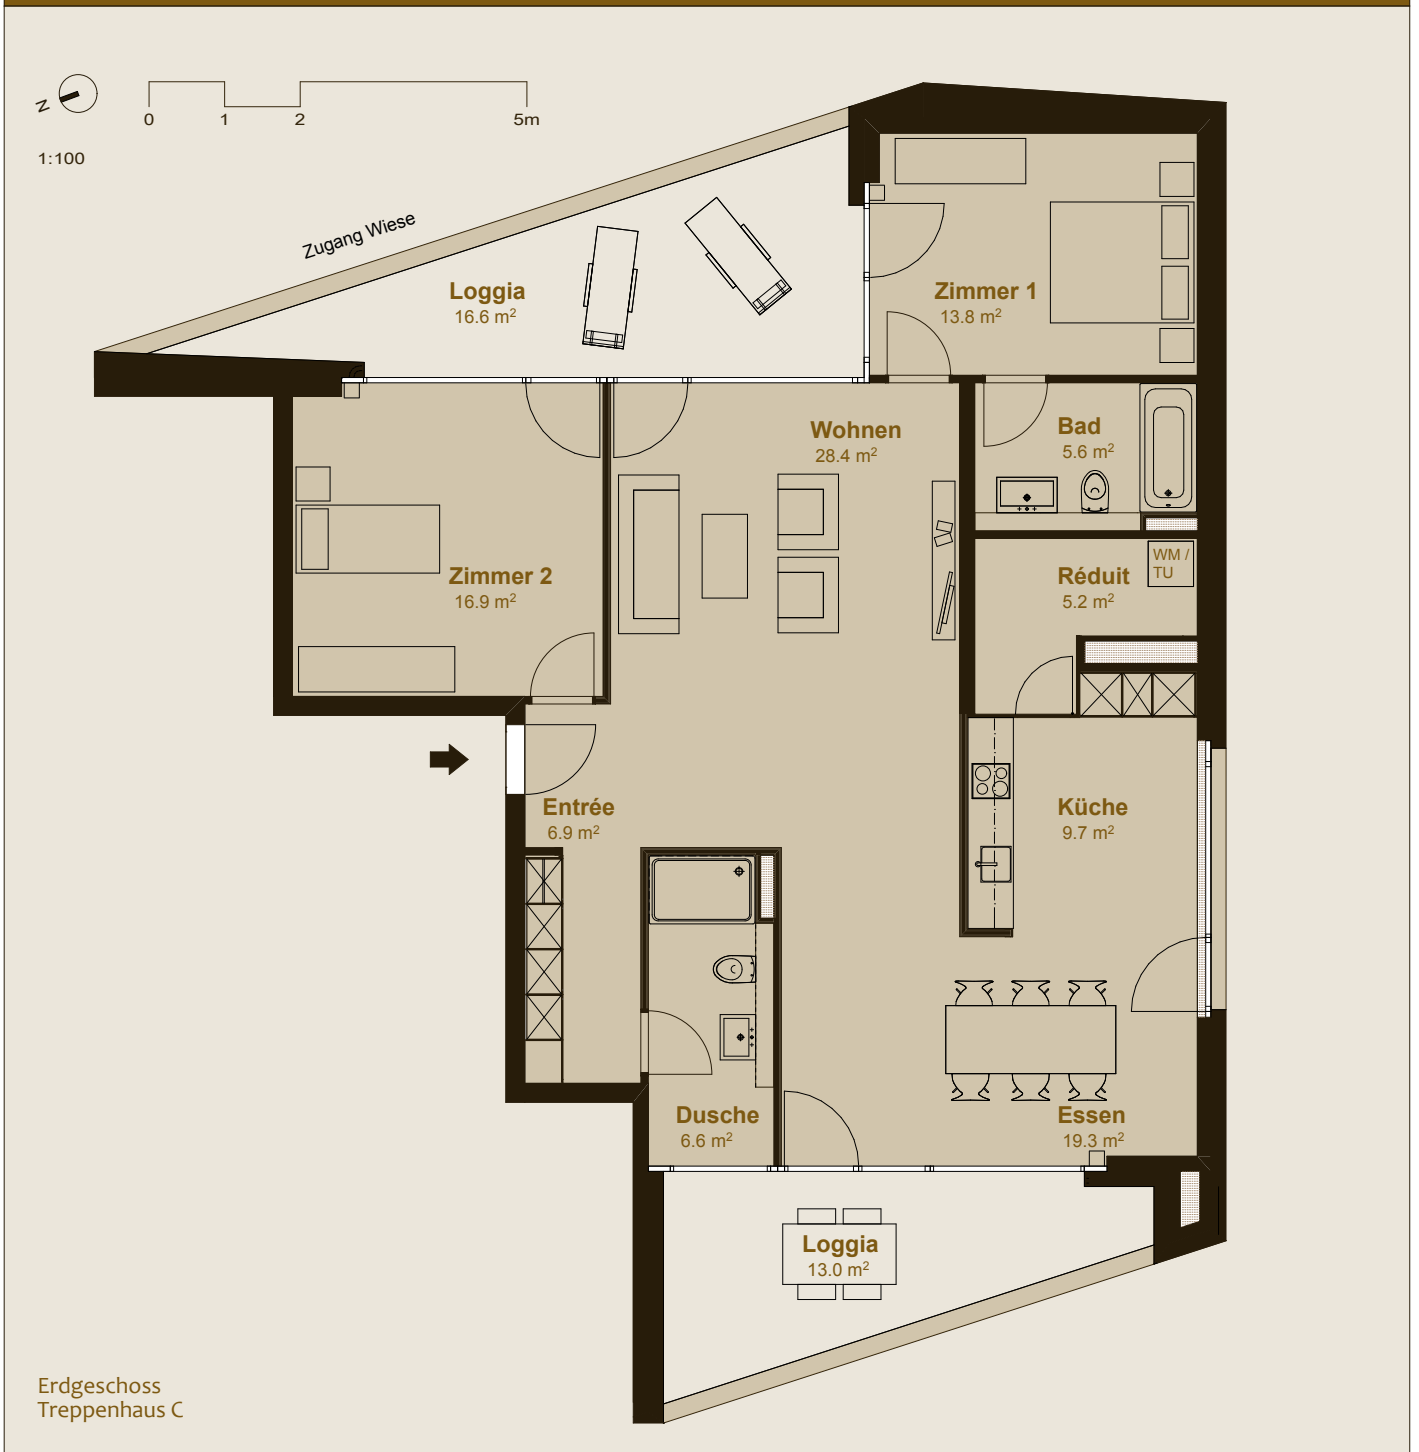 N
0 1 2 5m
1:100
Zugang Wiese
Loggia
16.6 m²
Zimmer 1
13.8 m²
Wohnen
28.4 m²
Bad
5.6 m²
Zimmer 2
16.9 m²
Réduit
5.2 m²
WM /
TU
Entrée
6.9 m²
Küche
9.7 m²
Dusche
6.6 m²
Essen
19.3 m²
Loggia
13.0 m²
Erdgeschoss
Treppenhaus C